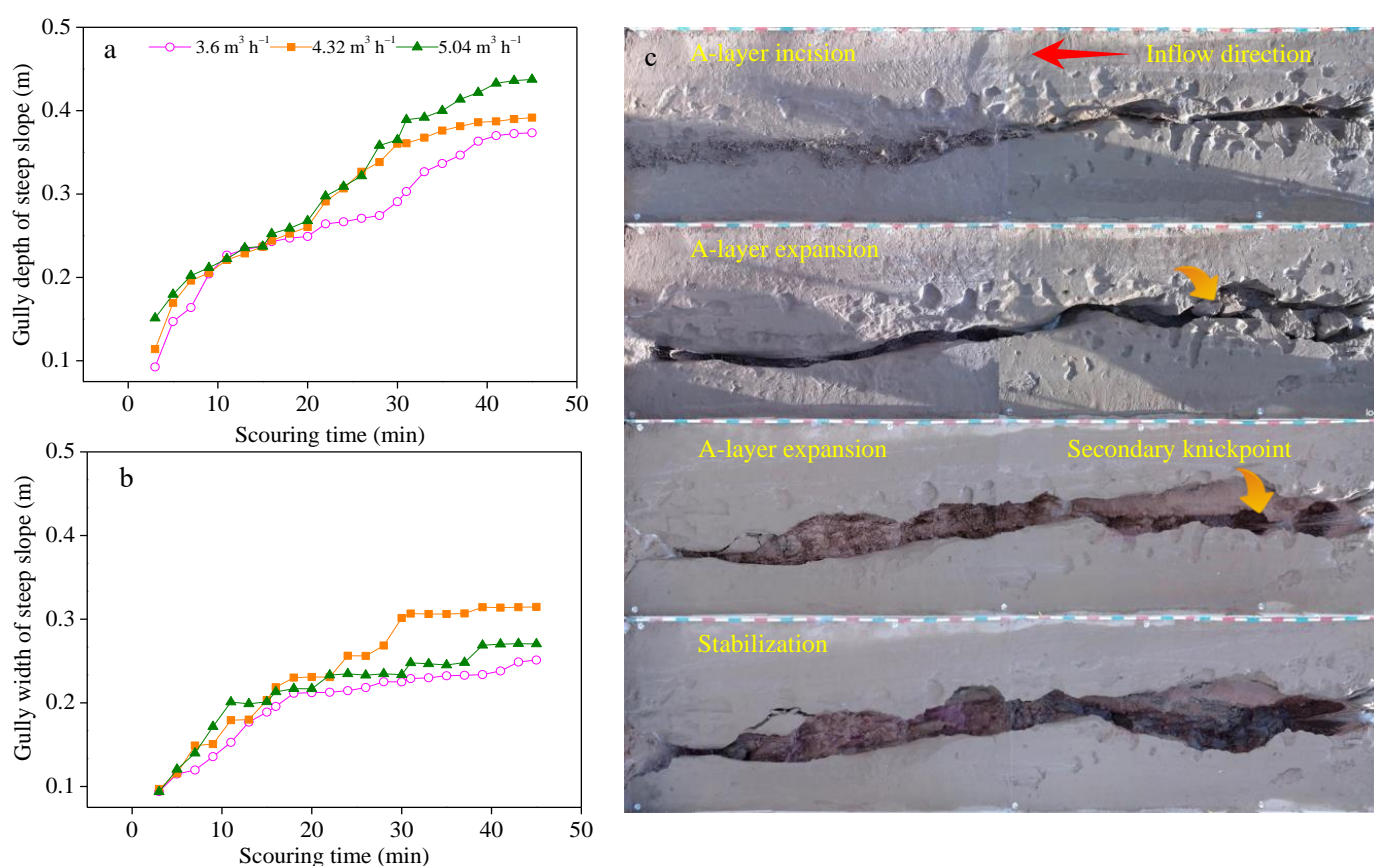 a
3.6 m³ h⁻¹
4.32 m³ h⁻¹
5.04 m³ h⁻¹
0.5
0.4
0.3
0.2
0.1
Gully depth of steep slope (m)
0
10
20
30
40
50
Scouring time (min)
b
0.5
0.4
0.3
0.2
0.1
Gully width of steep slope (m)
0
10
20
30
40
50
Scouring time (min)
c
A-layer incision
Inflow direction
A-layer expansion
A-layer expansion
Secondary knickpoint
Stabilization